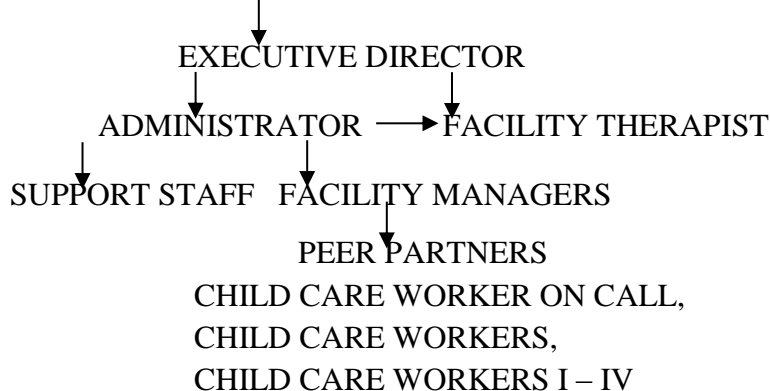 EXECUTIVE DIRECTOR
ADMINISTRATOR FACILITY THERAPIST
SUPPORT STAFF FACILITY MANAGERS
PEER PARTNERS
CHILD CARE WORKER ON CALL,
CHILD CARE WORKERS,
CHILD CARE WORKERS I – IV